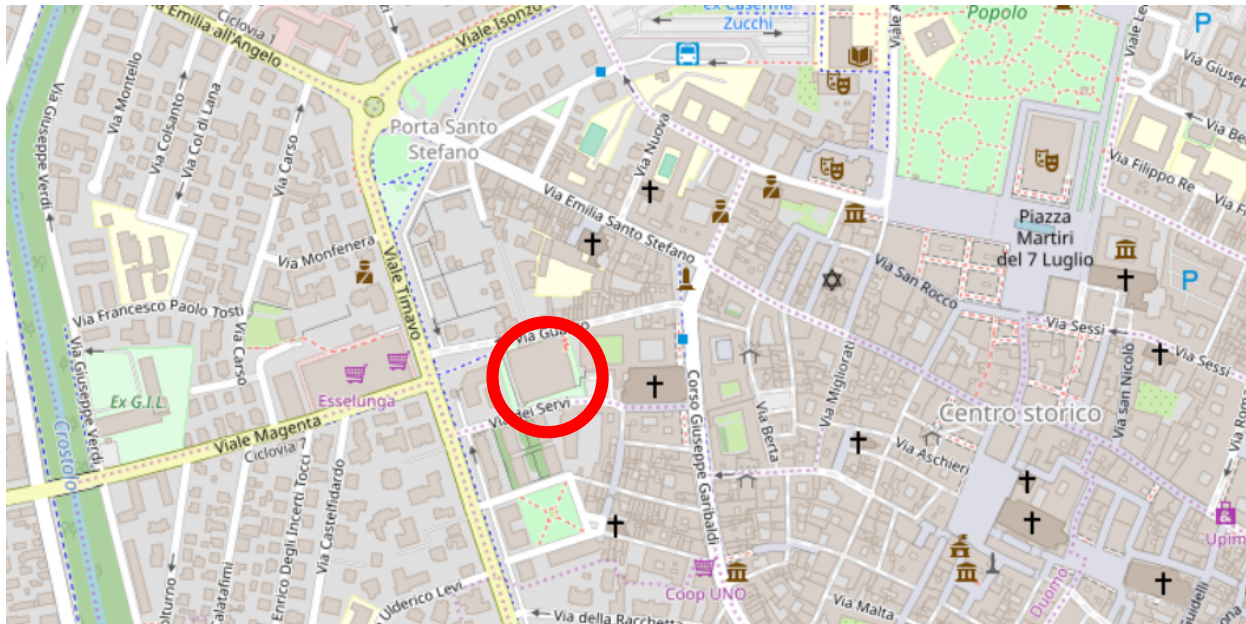 Via Emilia all'Angelo
Ciclovia 1
Viale Isonzo
Ex Caserma
Zucchi
Popolo
P
Via Giuseppe Verdi
Via Montello
Via Colsanto
Via Col di Lana
Via Carso
Porta Santo
Stefano
Via Nuova
Via Filippo Re
Via Emilia Santo Stefano
Piazza
Martiri
del 7 Luglio
Via Monfenera
Viale Timavo
Via San Rocco
P
Via Francesco Paolo Tosti
Via Carso
Via Sessi
Via Sessi
Via Giuseppe Verdi
Esselunga
Ex G.I.L.
Via dei Servi
Corso Giuseppe Garibaldi
Via Migliorati
Via Berta
Via san Nicolò
Centro storico
Viale Magenta
Ciclovia 7
Crostolo
Via Aschieri
Enrico Degli Incerti Tocci
Via Castelfidardo
Upim
Ulderico Levi
Coop UNO
Duomo
Via Malta
Via della Racchetta